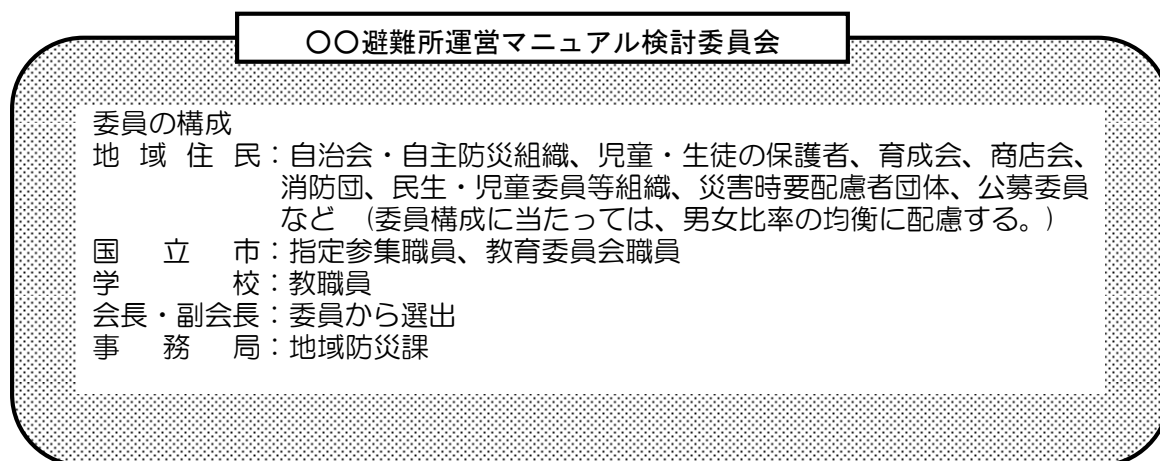 〇〇避難所運営マニュアル検討委員会
委員の構成
地域住民：自治会・自主防災組織、児童・生徒の保護者、育成会、商店会、
消防団、民生・児童委員等組織、災害時要配慮者団体、公募委員
など （委員構成に当たっては、男女比率の均衡に配慮する。）
国立市：指定参集職員、教育委員会職員
学校：教職員
会長・副会長：委員から選出
事務局：地域防災課